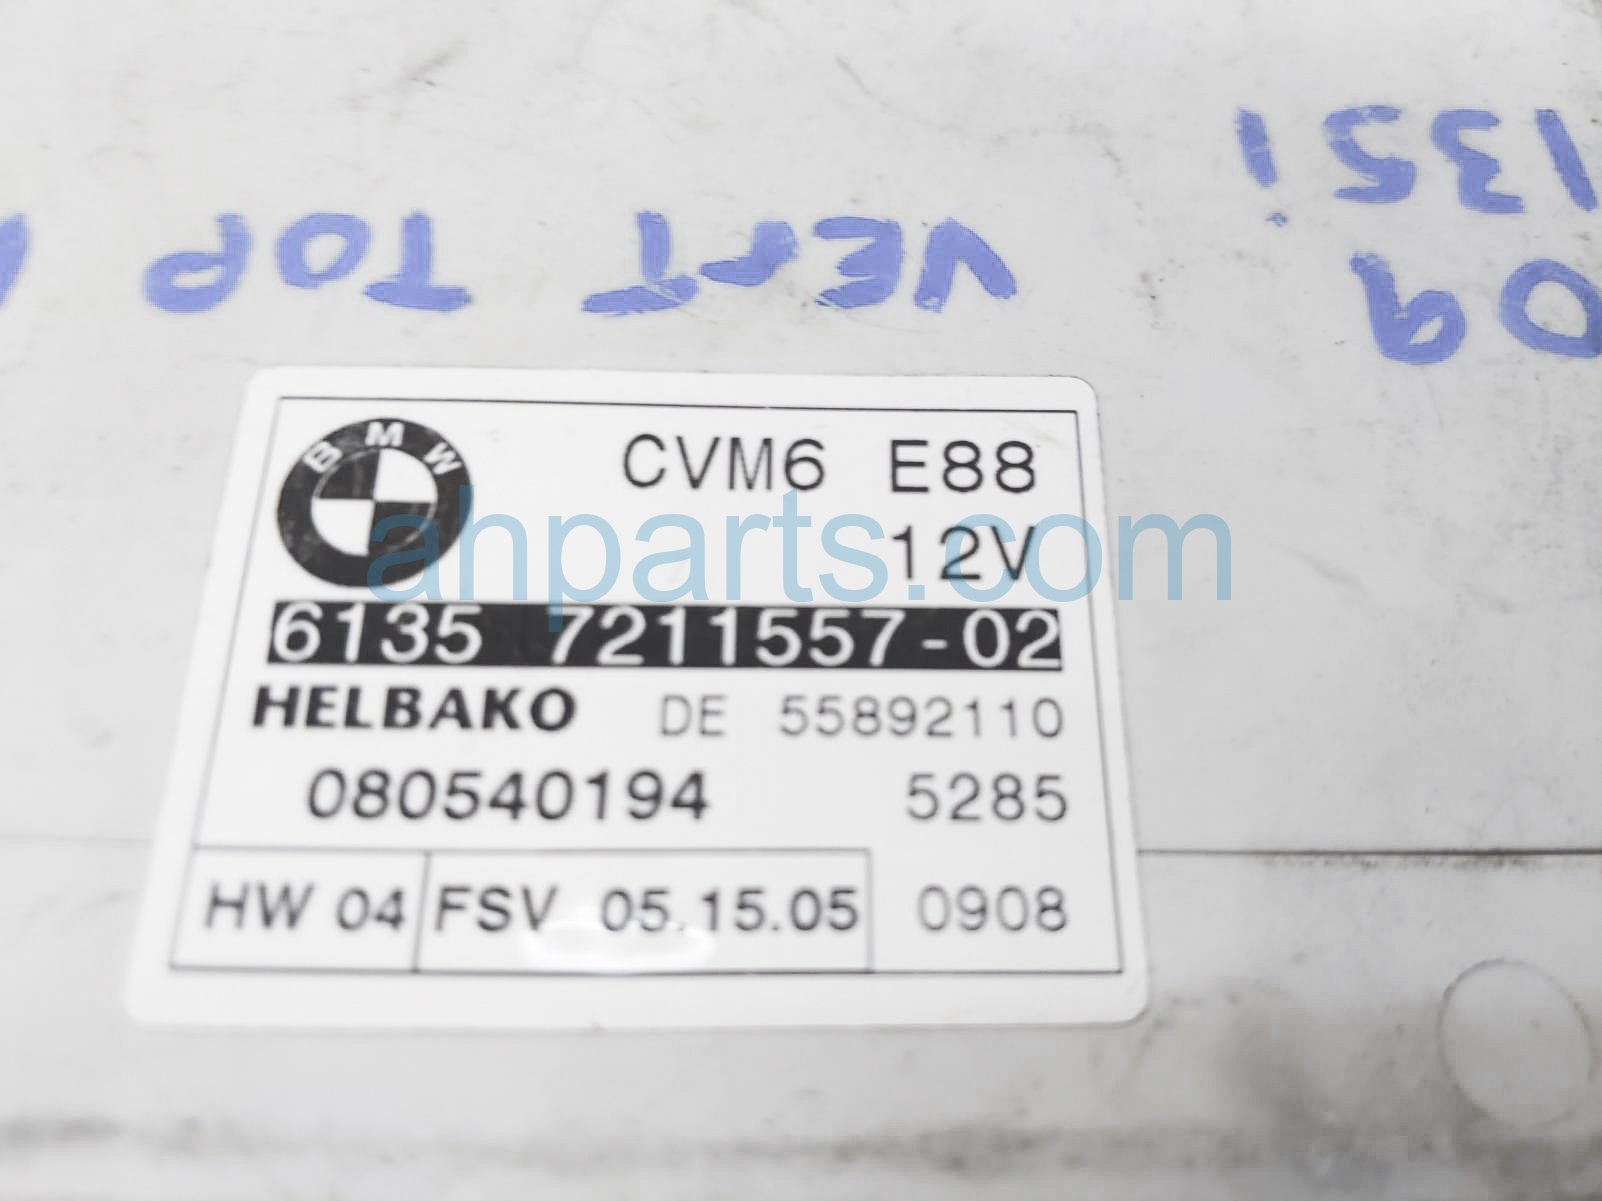 09
135i
VERT TOP
BMW
CVM6 E88
12V
ahparts.com
6135 7211557-02
HELBAKO DE 55892110
080540194 5285
HW 04 FSV 05.15.05 0908